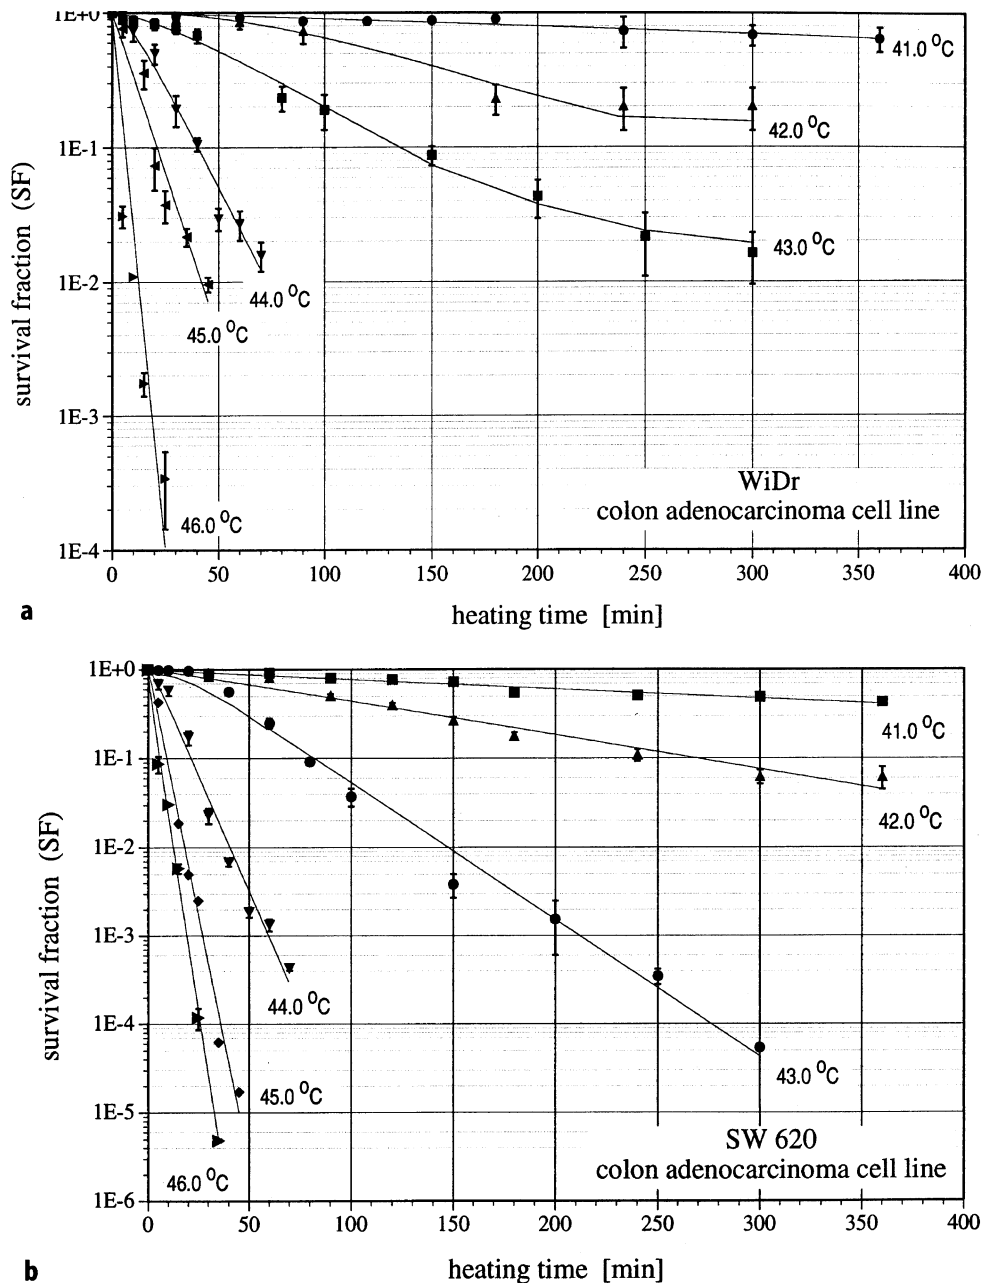 1E+0
1E-1
1E-2
1E-3
1E-4
survival fraction (SF)
41.0 °C
42.0 °C
43.0 °C
44.0 °C
45.0 °C
46.0 °C
WiDr
colon adenocarcinoma cell line
0 50 100 150 200 250 300 350 400
a
heating time [min]
1E+0
1E-1
1E-2
1E-3
1E-4
1E-5
1E-6
survival fraction (SF)
41.0 °C
42.0 °C
44.0 °C
43.0 °C
45.0 °C
46.0 °C
SW 620
colon adenocarcinoma cell line
0 50 100 150 200 250 300 350 400
b
heating time [min]